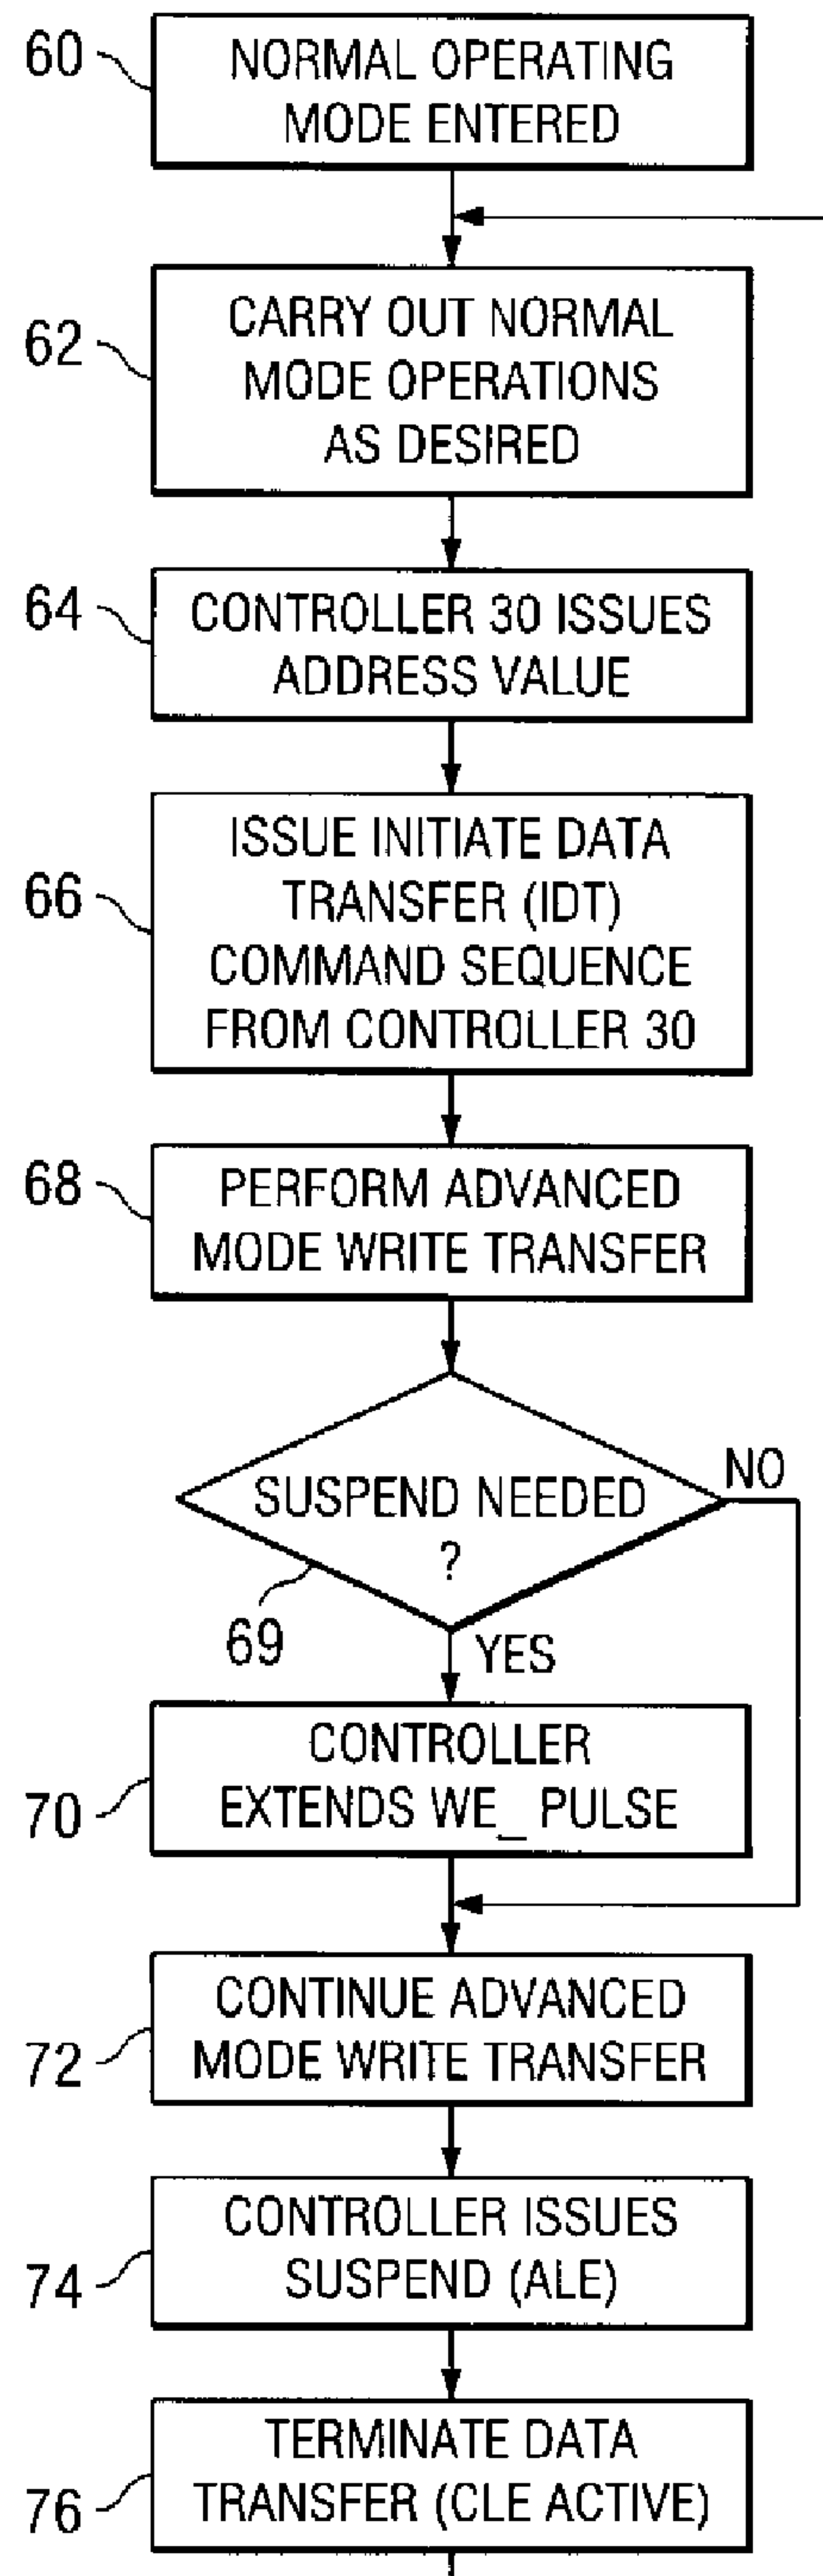 60
NORMAL OPERATING
MODE ENTERED
62
CARRY OUT NORMAL
MODE OPERATIONS
AS DESIRED
64
CONTROLLER 30 ISSUES
ADDRESS VALUE
66
ISSUE INITIATE DATA
TRANSFER (IDT)
COMMAND SEQUENCE
FROM CONTROLLER 30
68
PERFORM ADVANCED
MODE WRITE TRANSFER
SUSPEND NEEDED
?
NO
69
YES
70
CONTROLLER
EXTENDS WE_ PULSE
72
CONTINUE ADVANCED
MODE WRITE TRANSFER
74
CONTROLLER ISSUES
SUSPEND (ALE)
76
TERMINATE DATA
TRANSFER (CLE ACTIVE)